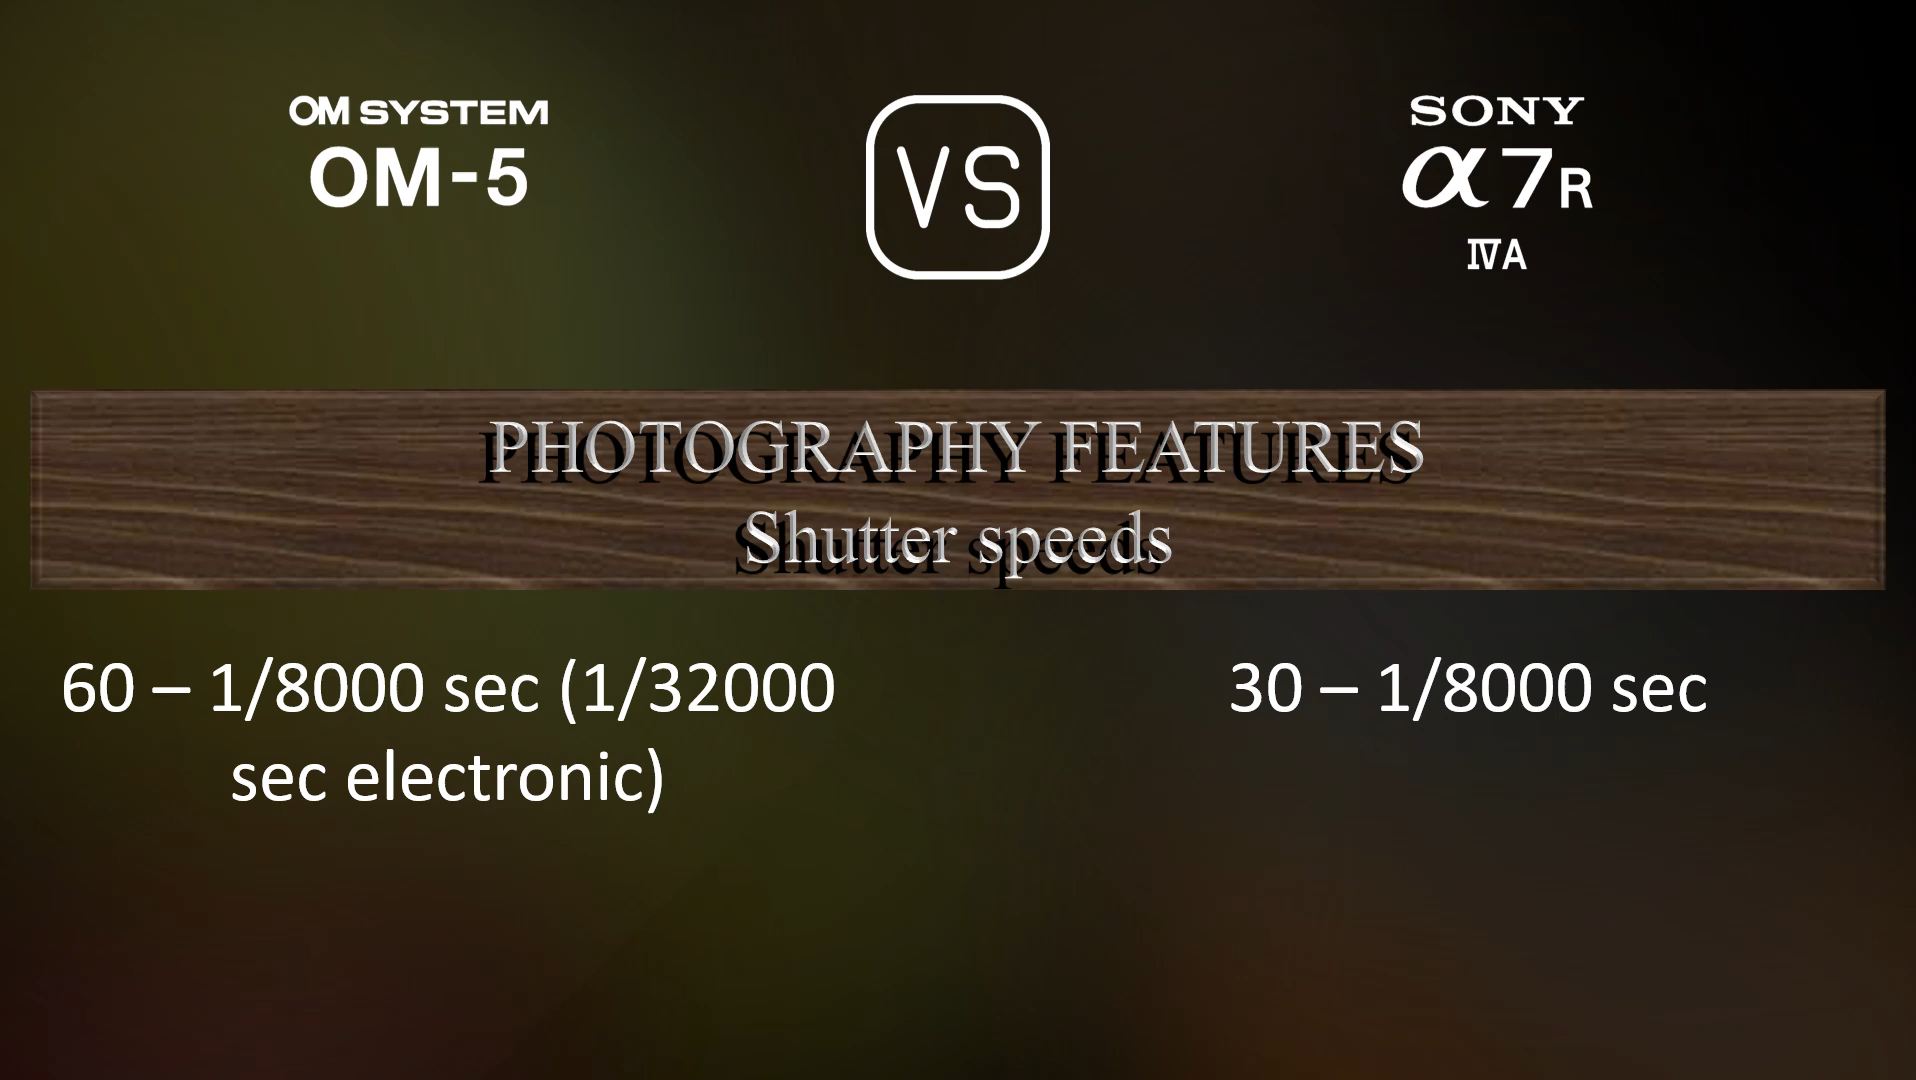 OM SYSTEM
OM-5
VS
SONY
α7R
IVA
PHOTOGRAPHY FEATURES
Shutter speeds
60 – 1/8000 sec (1/32000
sec electronic)
30 – 1/8000 sec